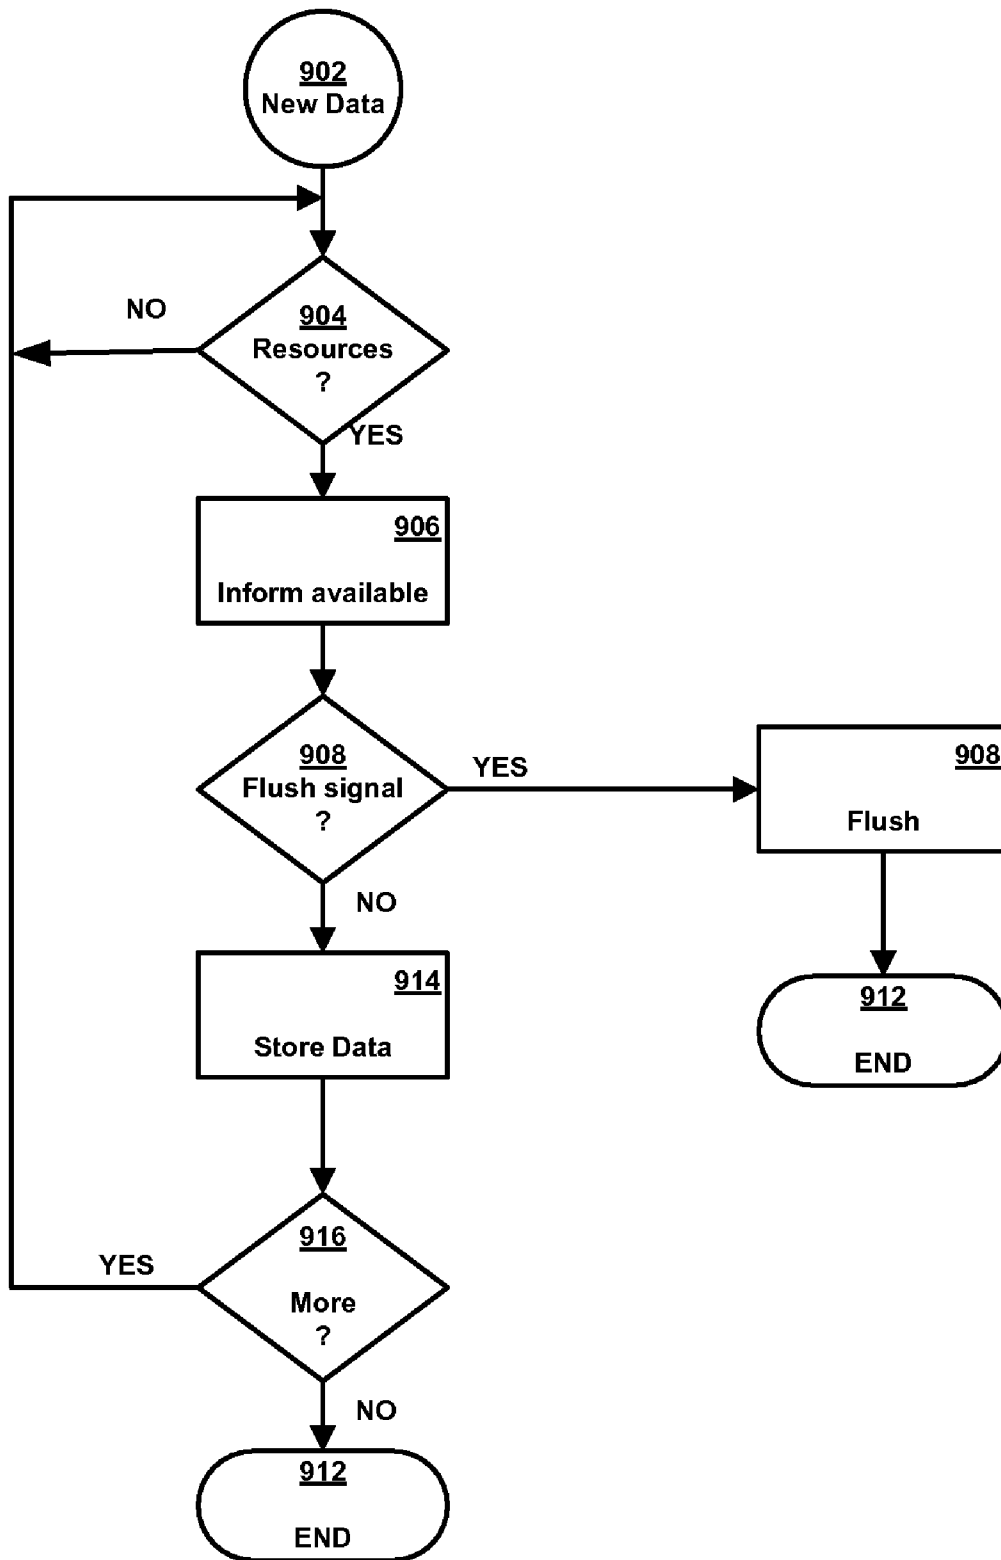 902
New Data
NO
904
Resources
?
YES
906
Inform available
908
Flush signal
?
YES
908
Flush
NO
914
Store Data
912
END
916
More
?
YES
NO
912
END